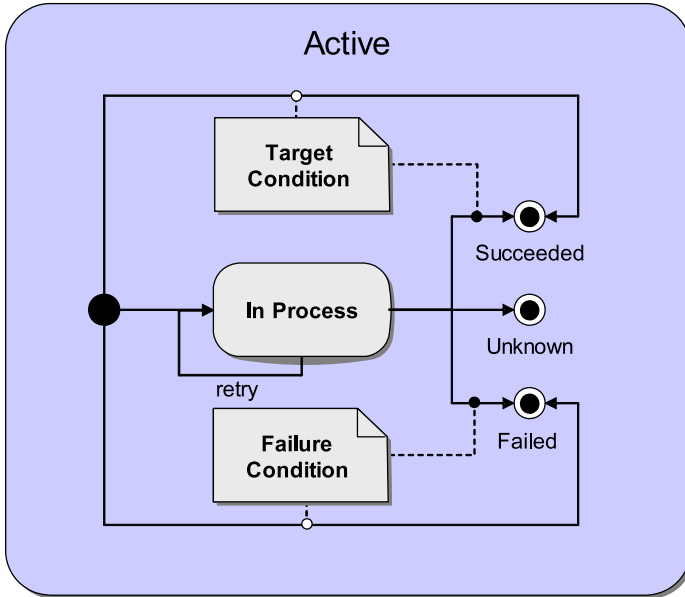 Active
Target
Condition
Succeeded
In Process
Unknown
retry
Failure
Condition
Failed